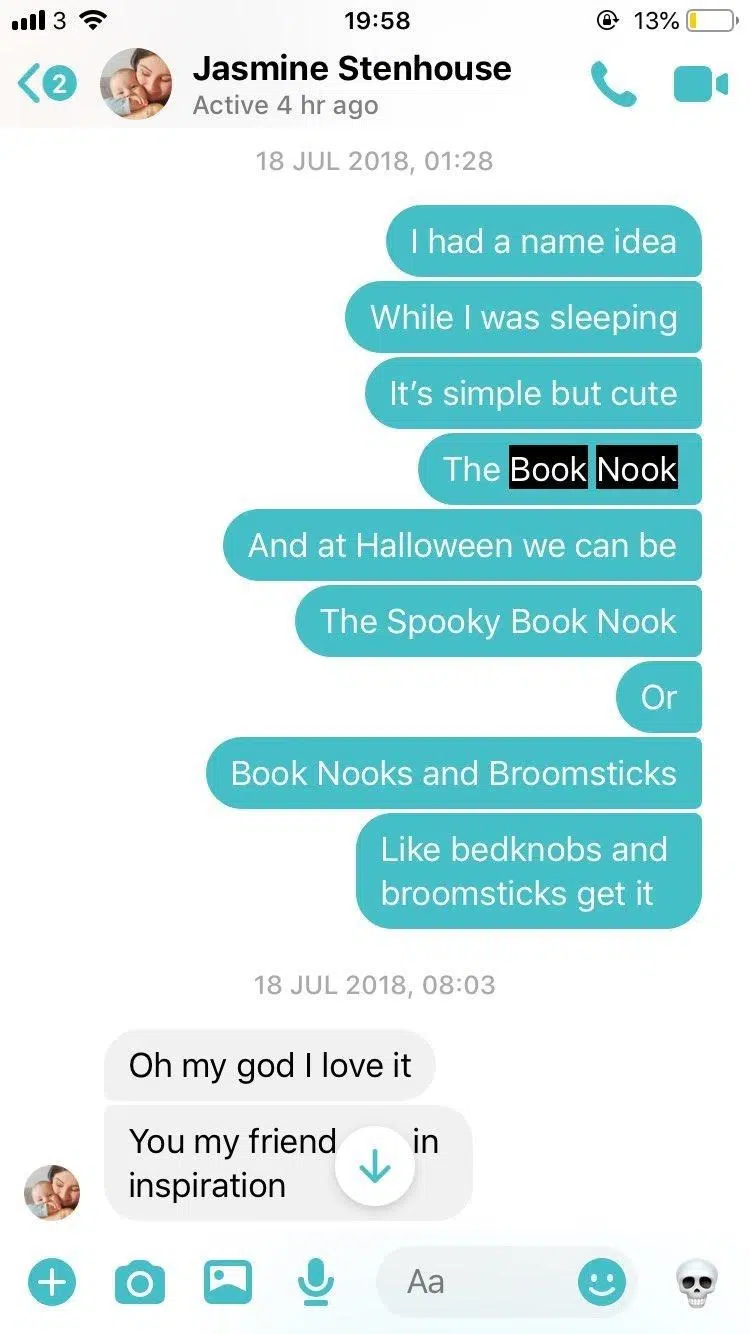 3 19:58 13%
2 Jasmine Stenhouse
Active 4 hr ago
18 JUL 2018, 01:28
I had a name idea
While I was sleeping
It’s simple but cute
The Book Nook
And at Halloween we can be
The Spooky Book Nook
Or
Book Nooks and Broomsticks
Like bedknobs and
broomsticks get it
18 JUL 2018, 08:03
Oh my god I love it
You my friend in
inspiration
Aa